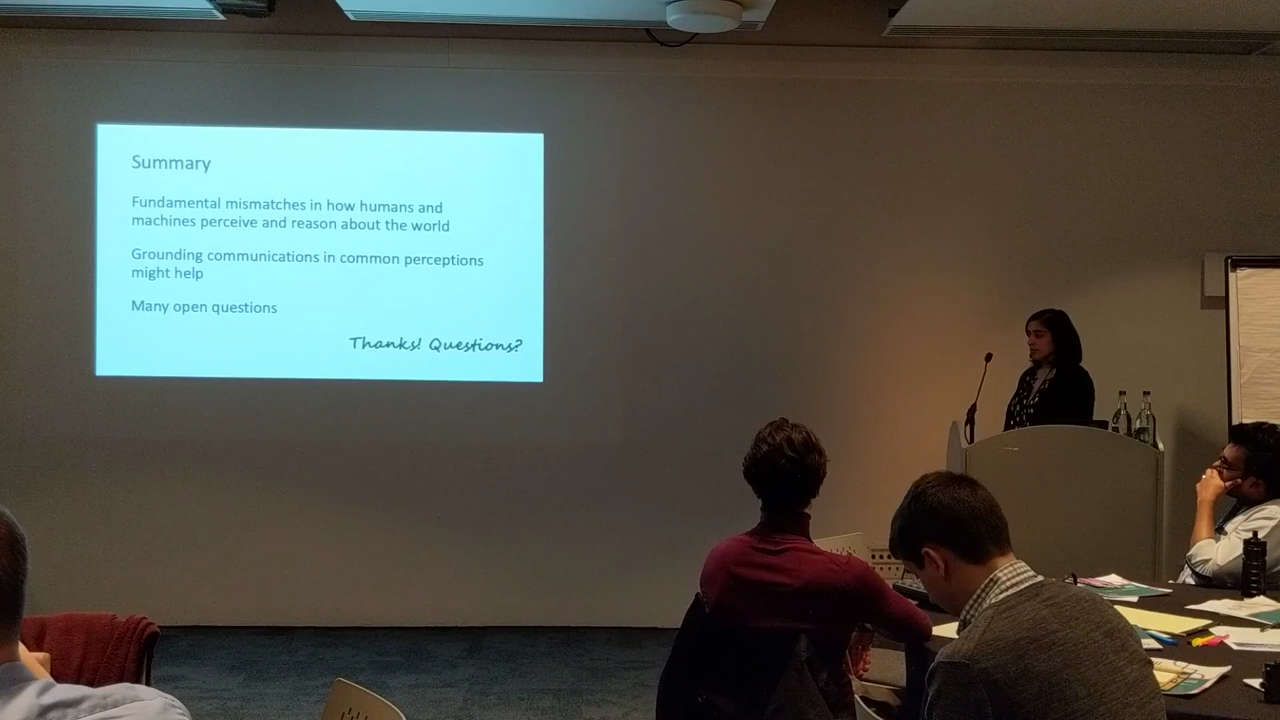 Summary
Fundamental mismatches in how humans and
machines perceive and reason about the world
Grounding communications in common perceptions
might help
Many open questions
Thanks! Questions?